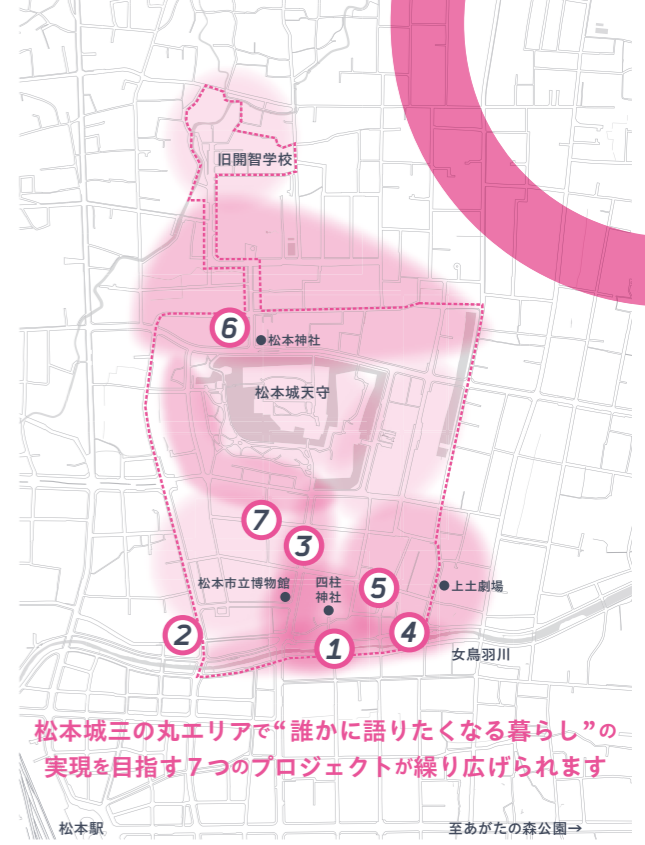 旧開智学校
6
松本神社
松本城天守
7
3
松本市立博物館
四柱
神社
5
上土劇場
2
4
1
女鳥羽川
松本城三の丸エリアで“誰かに語りたくなる暮らし”の
実現を目指す7つのプロジェクトが繰り広げられます
松本駅
至あがたの森公園→